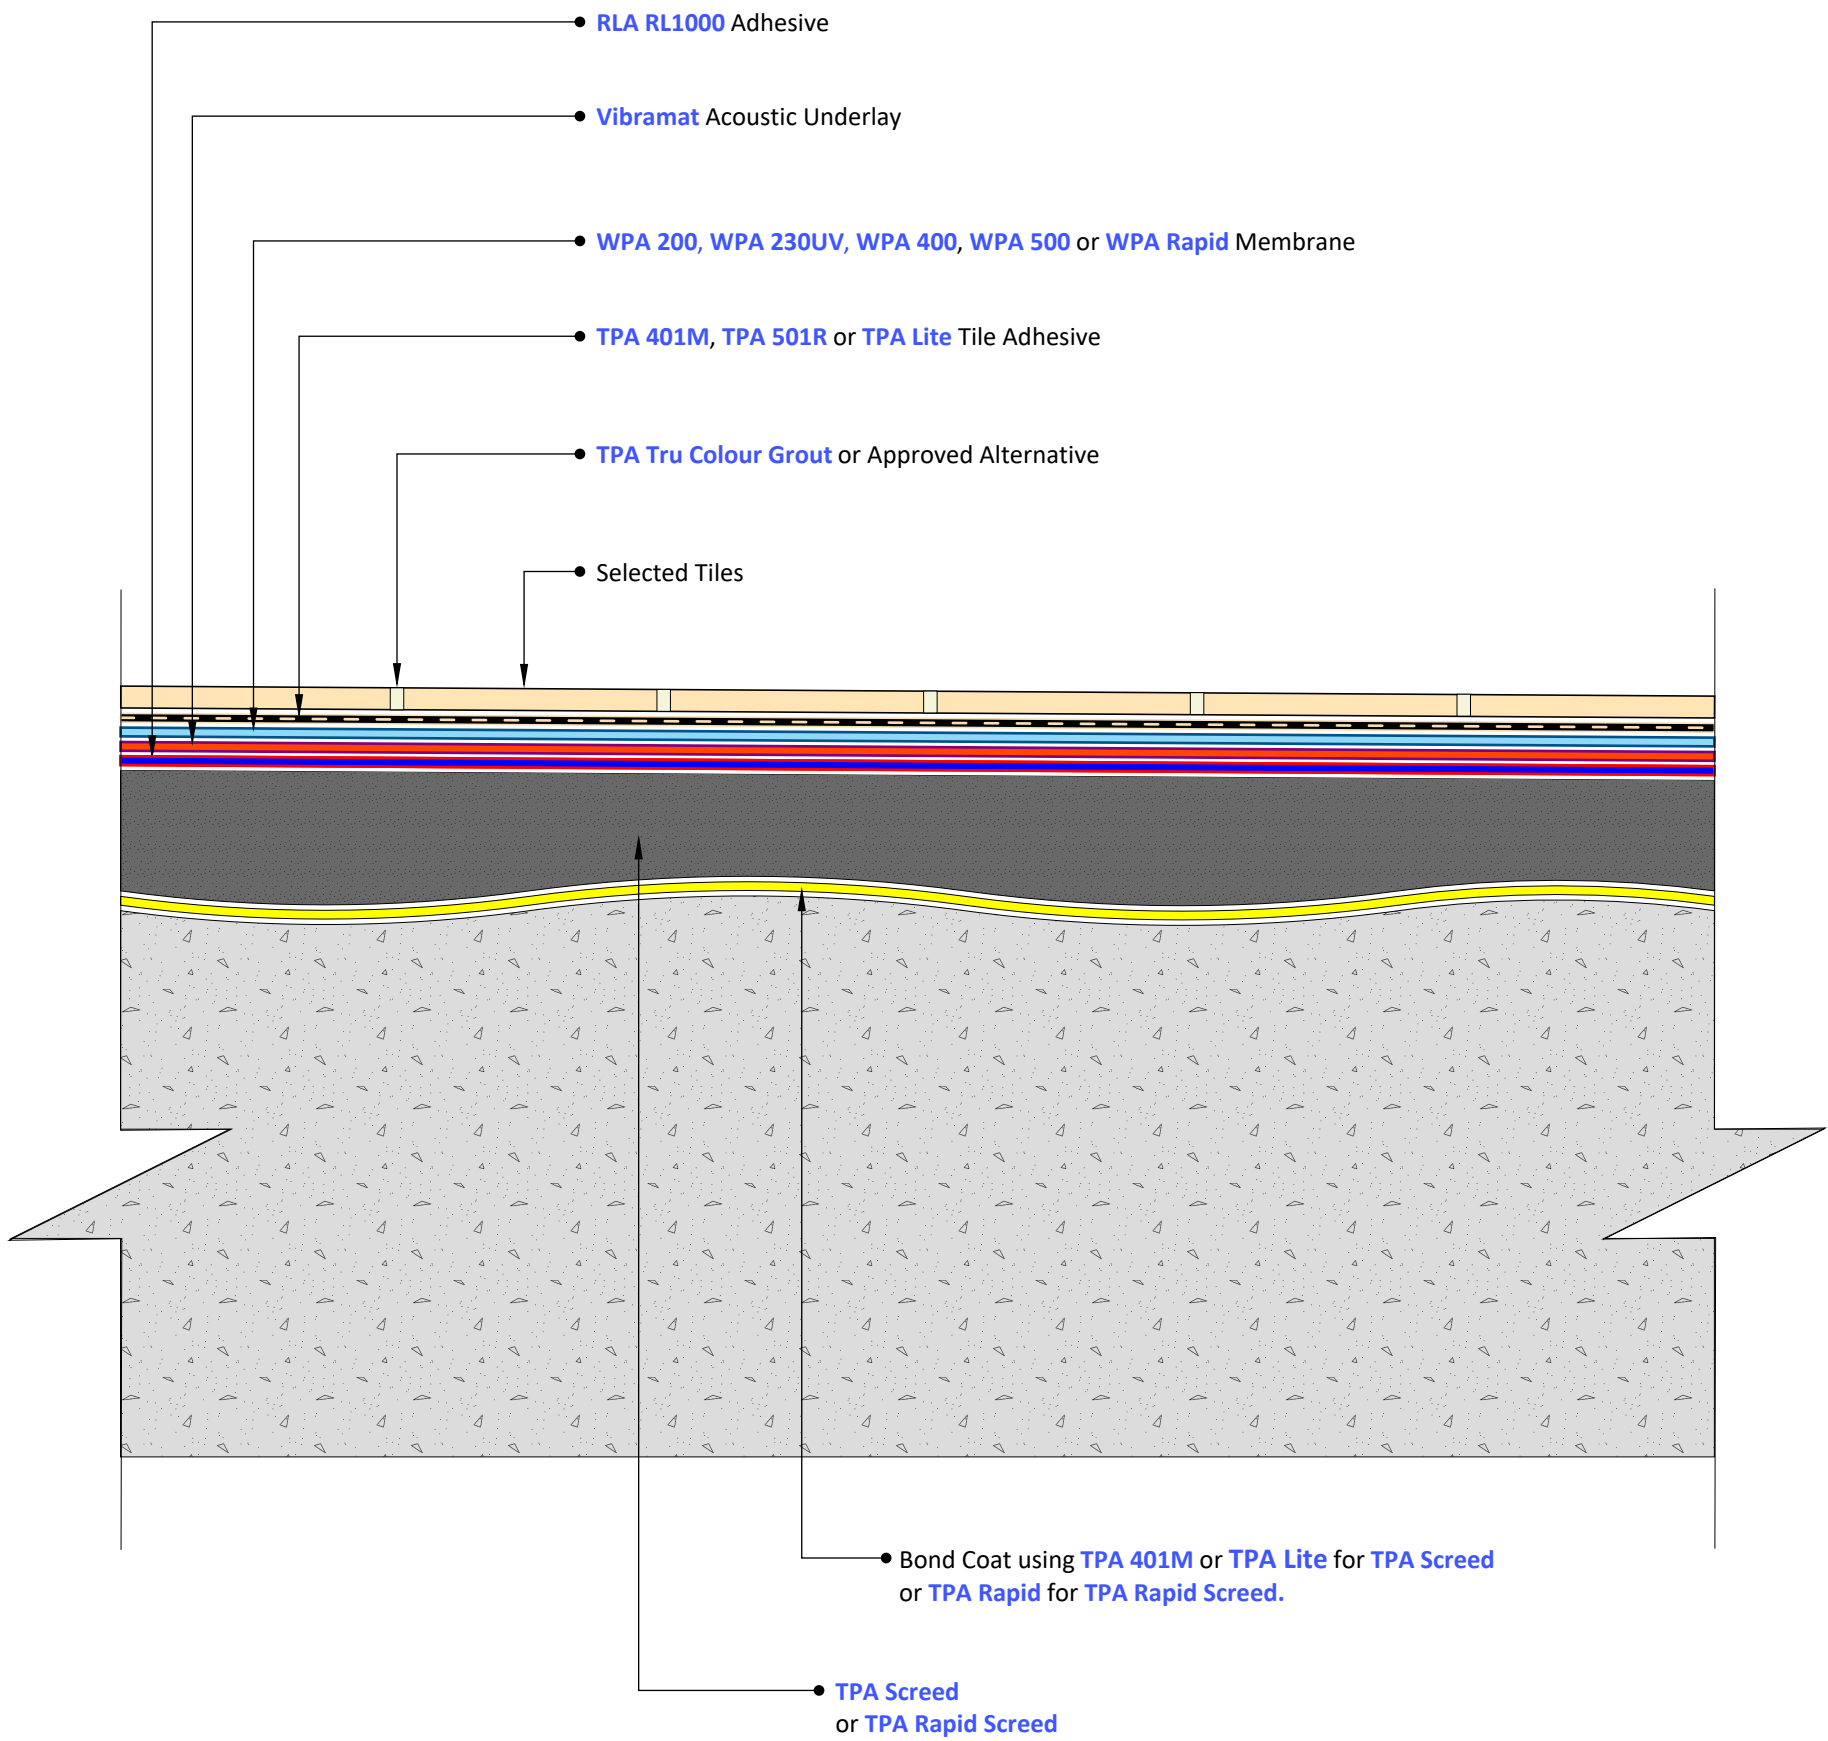 RLA RL1000 Adhesive
Vibramat Acoustic Underlay
WPA 200, WPA 230UV, WPA 400, WPA 500 or WPA Rapid Membrane
TPA 401M, TPA 501R or TPA Lite Tile Adhesive
TPA Tru Colour Grout or Approved Alternative
Selected Tiles
Bond Coat using TPA 401M or TPA Lite for TPA Screed
or TPA Rapid for TPA Rapid Screed.
TPA Screed
or TPA Rapid Screed